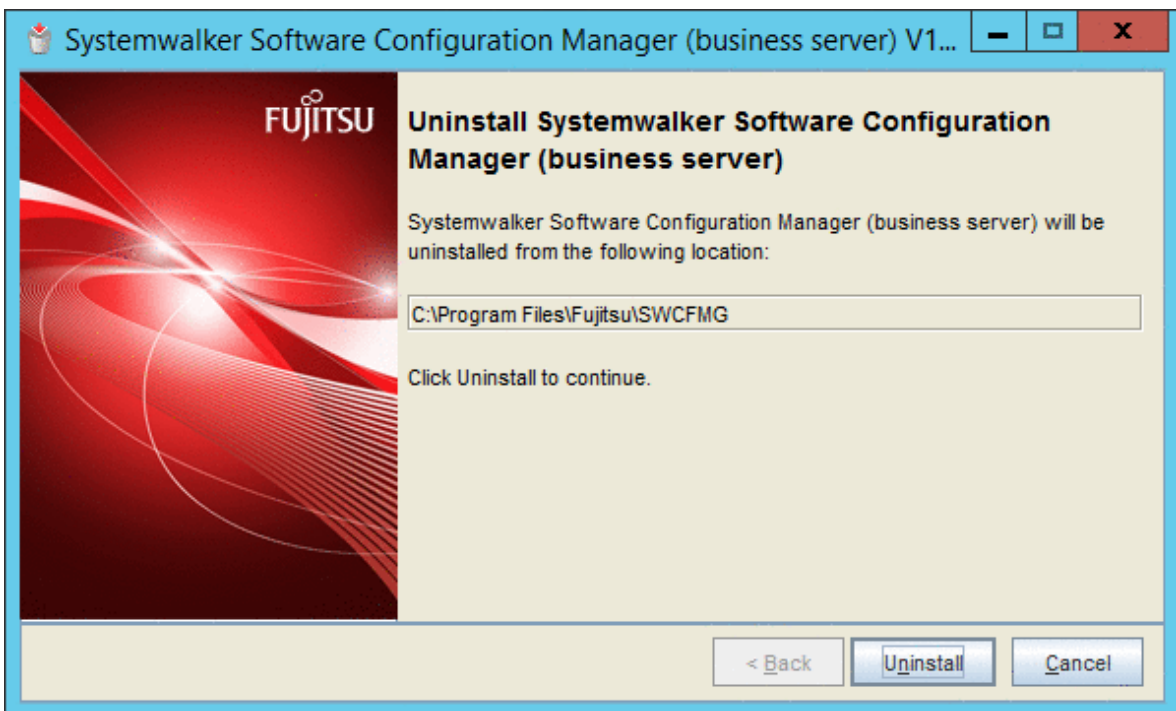 Systemwalker Software Configuration Manager (business server) V1...
FUJITSU
Uninstall Systemwalker Software Configuration
Manager (business server)
Systemwalker Software Configuration Manager (business server) will be
uninstalled from the following location:
C:\Program Files\Fujitsu\SWCFMG
Click Uninstall to continue.
< Back
Uninstall
Cancel